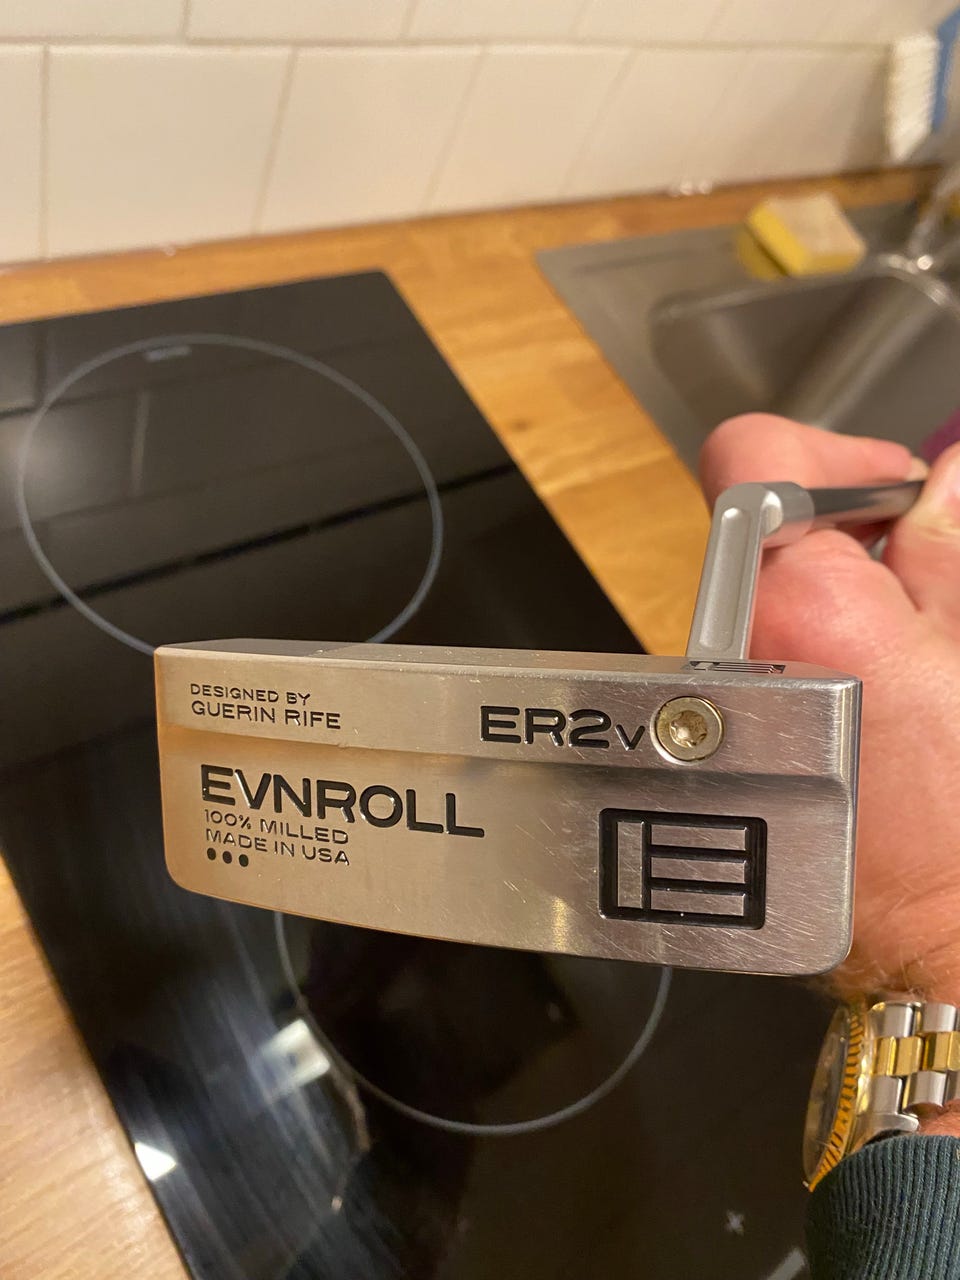 DESIGNED BY
GUERIN RIFE
ER2v
EVNROLL
100% MILLED
MADE IN USA